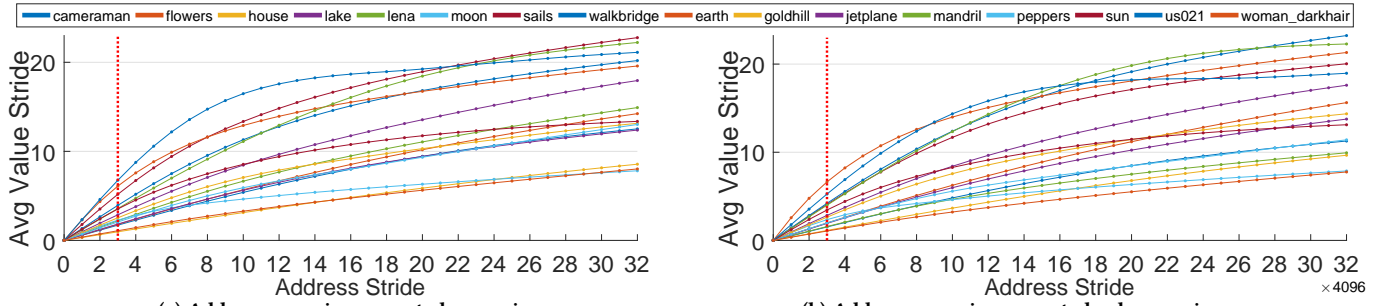 cameraman flowers house lake lena moon sails walkbridge earth goldhill jetplane mandril peppers sun us021 woman_darkhair
Avg Value Stride
20
10
0
0 2 4 6 8 10 12 14 16 18 20 22 24 26 28 30 32
Address Stride
Avg Value Stride
20
10
0
0 2 4 6 8 10 12 14 16 18 20 22 24 26 28 30 32
Address Stride
×4096